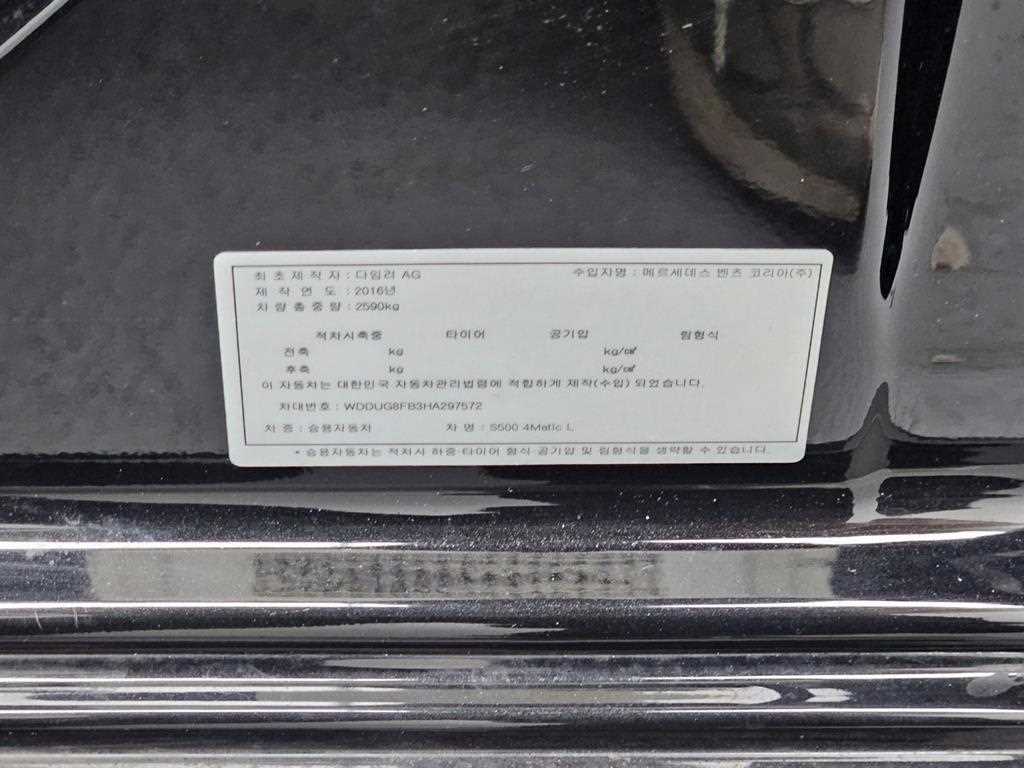 최초제작자 : 다임러 AG 수입자명 : 메르세데스 벤츠 코리아(주)
제작연도 : 2016년
차량총중량 : 2590kg
적차시축중 타이어 공기압 림형식
전축 kg kg/㎠
후축 kg kg/㎠
이 자동차는 대한민국 자동차관리법령에 적합하게 제작(수입) 되었습니다.
차대번호 : WDDUG8FB3HA297572
차 종 : 승용자동차 차 명 : S500 4Matic L
* 승용자동차는 적차시 하중·타이어 형식·공기압 및 림형식을 생략할 수 있습니다.